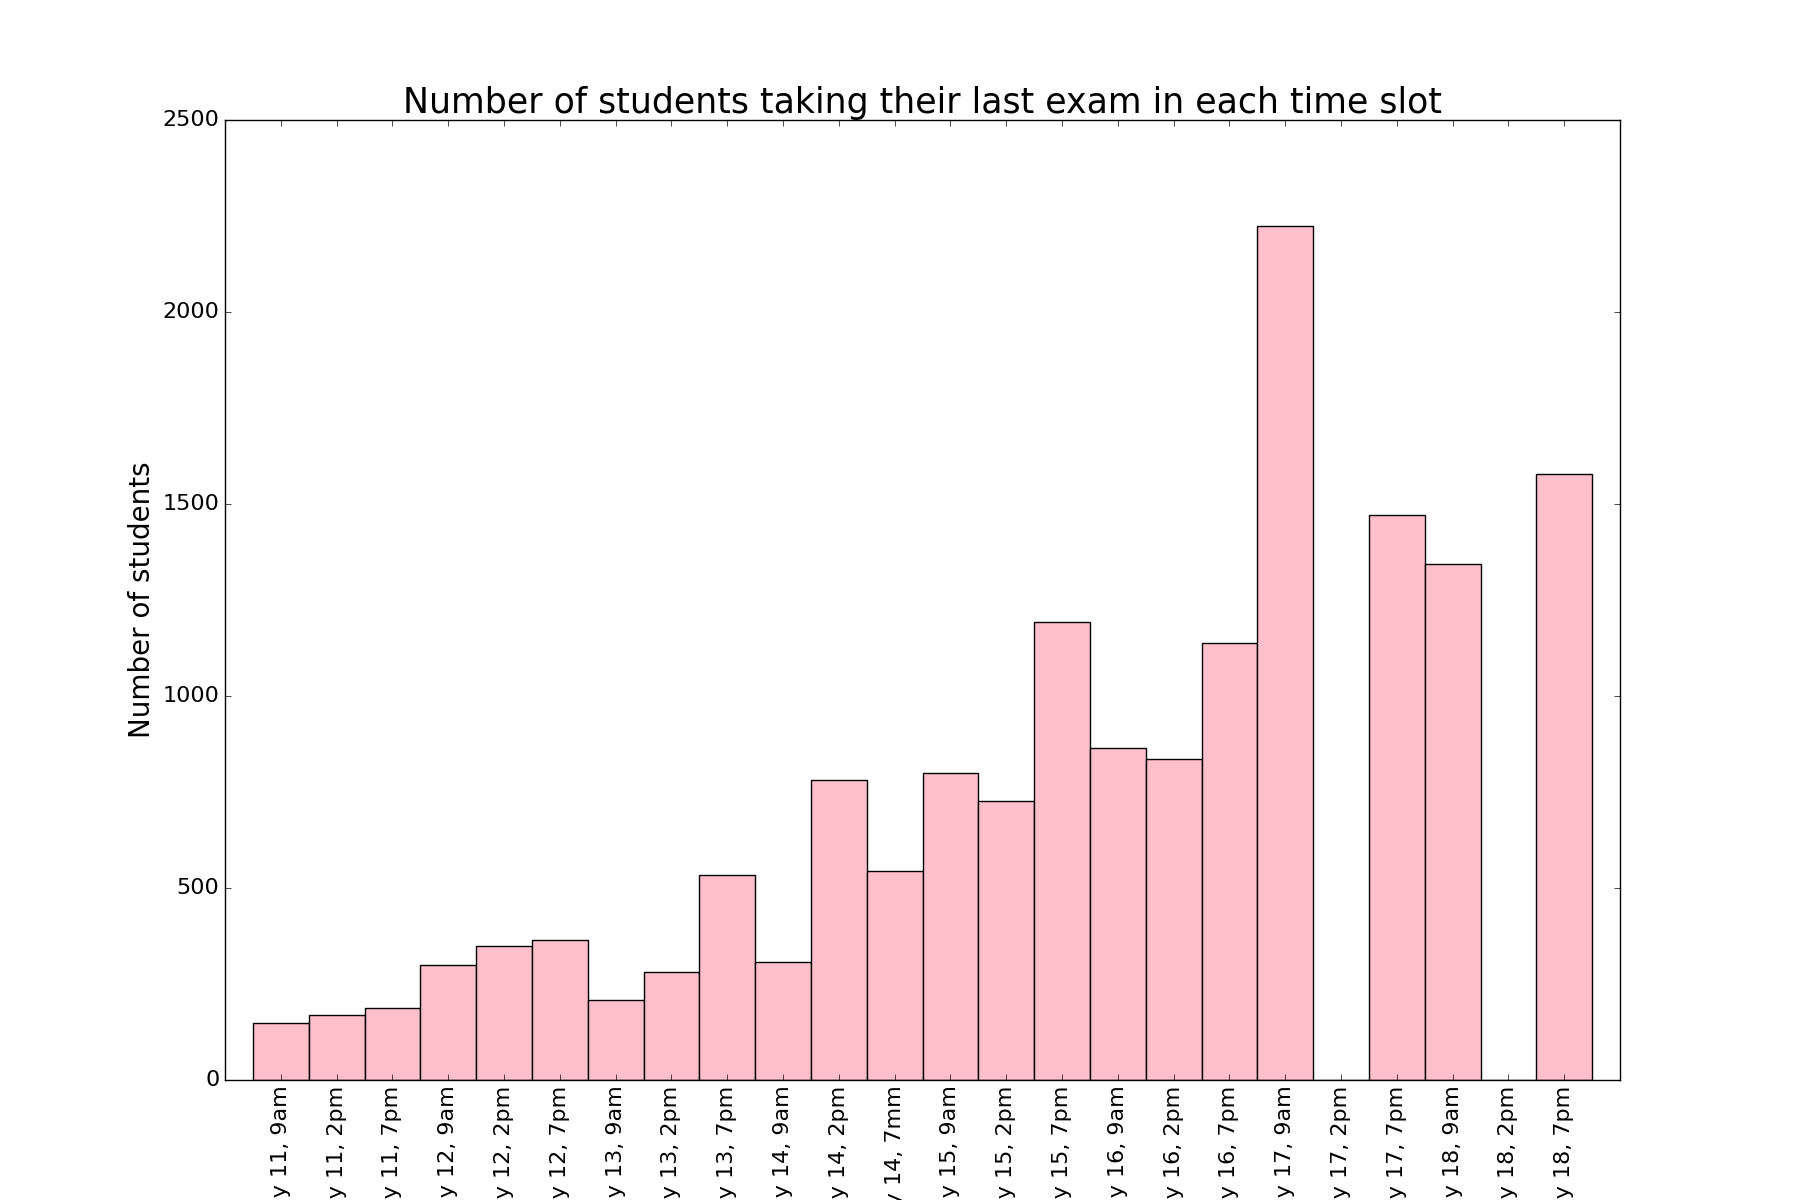 Number of students taking their last exam in each time slot
Number of students
2500
2000
1500
1000
500
0
y 11, 9am
y 11, 2pm
y 11, 7pm
y 12, 9am
y 12, 2pm
y 12, 7pm
y 13, 9am
y 13, 2pm
y 13, 7pm
y 14, 9am
y 14, 2pm
y 14, 7mm
y 15, 9am
y 15, 2pm
y 15, 7pm
y 16, 9am
y 16, 2pm
y 16, 7pm
y 17, 9am
y 17, 2pm
y 17, 7pm
y 18, 9am
y 18, 2pm
y 18, 7pm